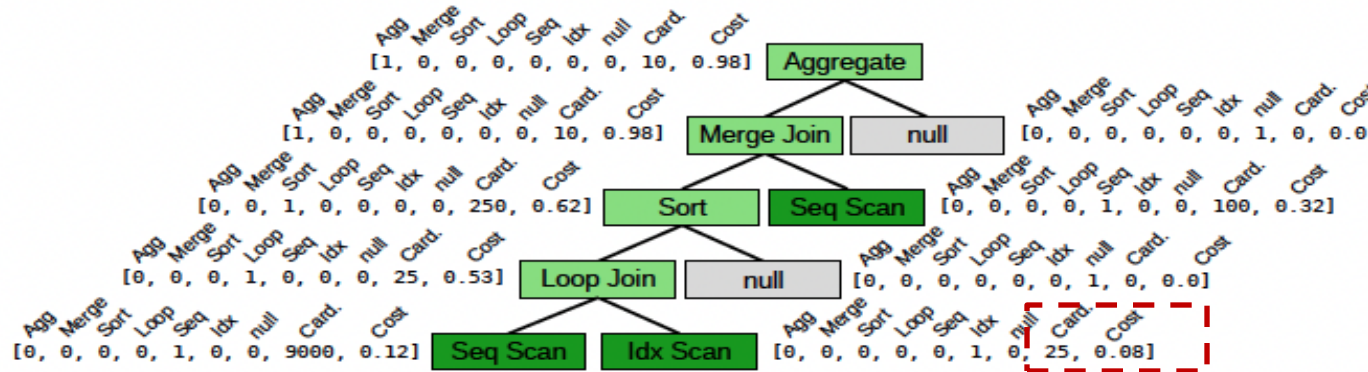 Agg Merge Sort Loop Seq Idx null Card. Cost
[1, 0, 0, 0, 0, 0, 0, 10, 0.98] Aggregate
Agg Merge Sort Loop Seq Idx null Card. Cost
[1, 0, 0, 0, 0, 0, 0, 10, 0.98] Merge Join null
Agg Merge Sort Loop Seq Idx null Card. Cost
[0, 0, 0, 0, 0, 0, 1, 0, 0.0
Agg Merge Sort Loop Seq Idx null Card. Cost
[0, 0, 1, 0, 0, 0, 0, 250, 0.62] Sort Seq Scan
Agg Merge Sort Loop Seq Idx null Card. Cost
[0, 0, 0, 0, 1, 0, 0, 100, 0.32]
Agg Merge Sort Loop Seq Idx null Card. Cost
[0, 0, 0, 1, 0, 0, 0, 25, 0.53] Loop Join null
Agg Merge Sort Loop Seq Idx null Card. Cost
[0, 0, 0, 0, 0, 0, 1, 0, 0.0]
Agg Merge Sort Loop Seq Idx null Card. Cost
[0, 0, 0, 0, 1, 0, 0, 9000, 0.12] Seq Scan Idx Scan
Agg Merge Sort Loop Seq Idx null Card. Cost
[0, 0, 0, 0, 0, 1, 0, 25, 0.08]